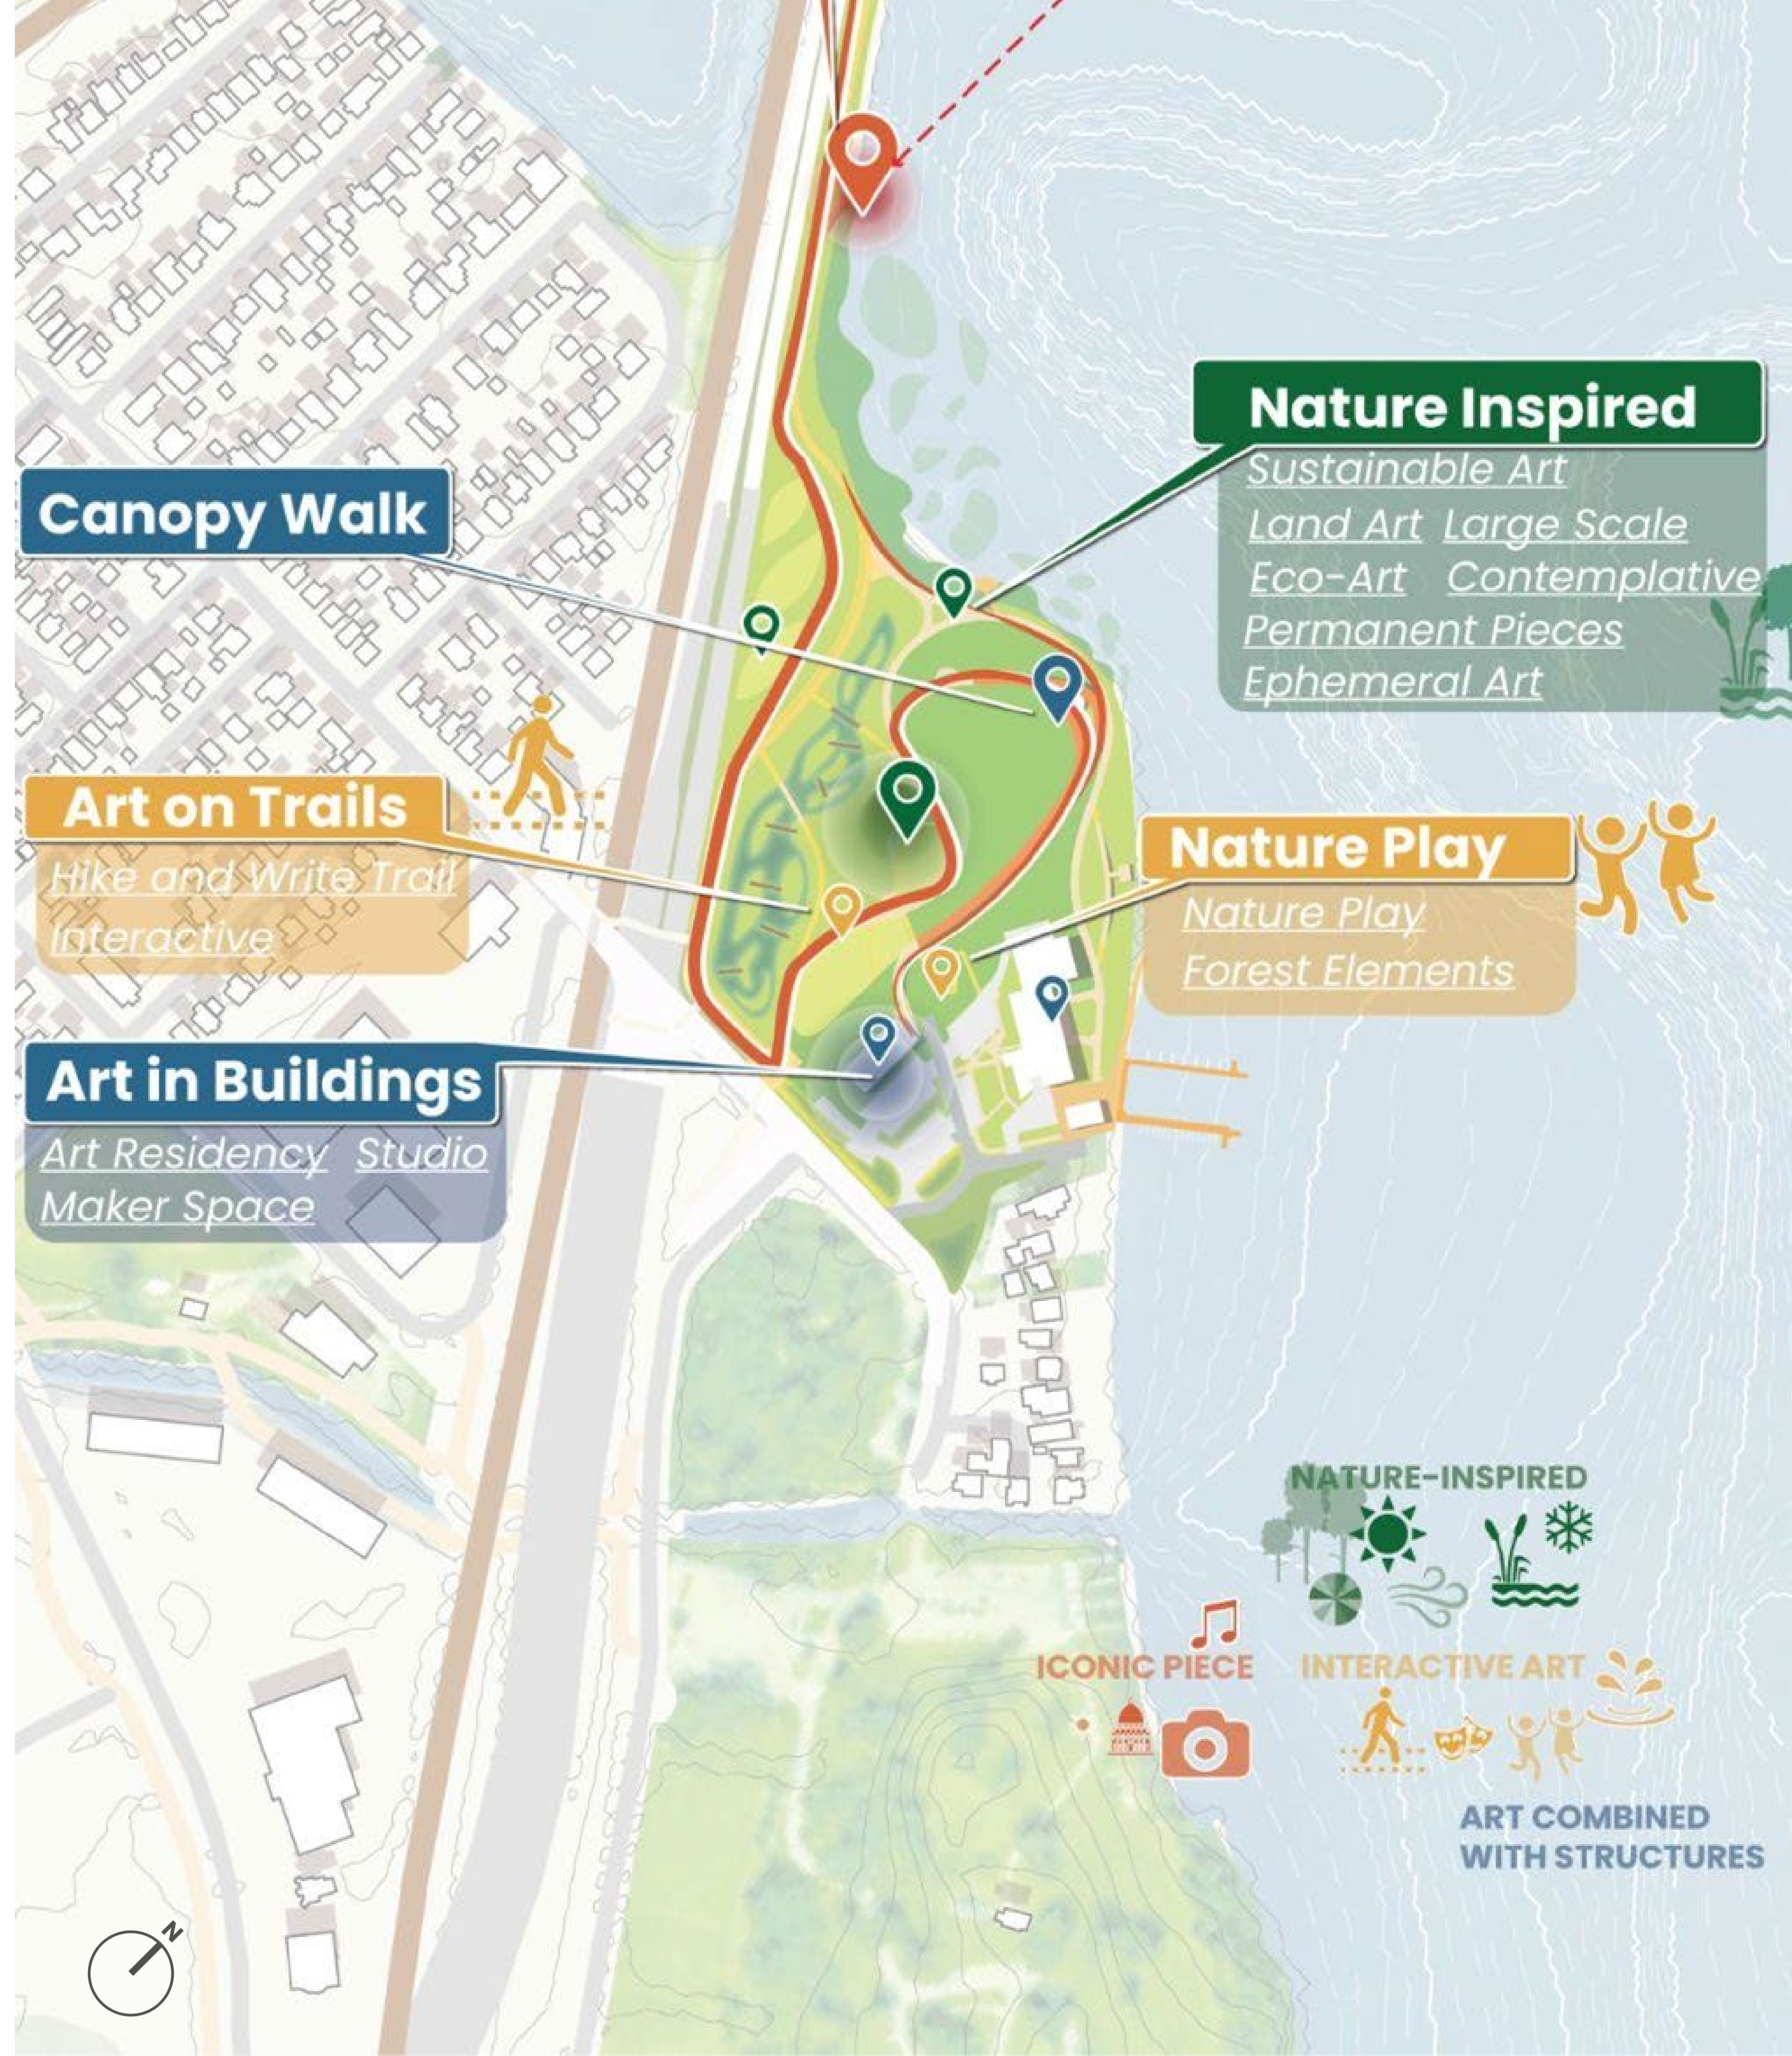 Nature Inspired
Sustainable Art
Land Art Large Scale
Eco-Art Contemplative
Permanent Pieces
Ephemeral Art
Canopy Walk
Art on Trails
Hike and Write Trail
Interactive
Nature Play
Nature Play
Forest Elements
Art in Buildings
Art Residency Studio
Maker Space
NATURE-INSPIRED
ICONIC PIECE
INTERACTIVE ART
ART COMBINED
WITH STRUCTURES
N